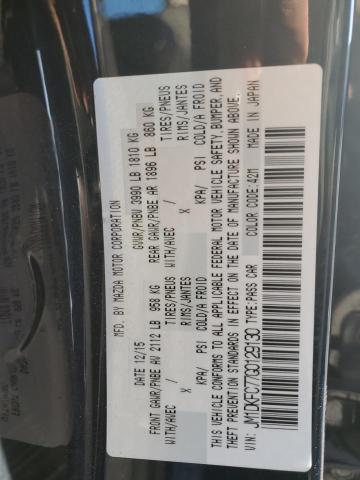 MFD. BY MAZDA MOTOR CORPORATION
DATE 12/15 GVWR/PNBV 3990 LB 1810 KG
FRONT GAWR/PNBE AV 2112 LB 958 KG REAR GAWR/PNBE AR 1896 LB 860 KG
WITH/AVEC TIRES/PNEUS WITH/AVEC TIRES/PNEUS
/ X RIMS/JANTES / X RIMS/JANTES
KPA/ PSI COLD/A FROID KPA/ PSI COLD/A FROID
THIS VEHICLE CONFORMS TO ALL APPLICABLE FEDERAL MOTOR VEHICLE SAFETY, BUMPER, AND
THEFT PREVENTION STANDARDS IN EFFECT ON THE DATE OF MANUFACTURE SHOWN ABOVE.
VIN: JM1DKFC77G0129130 COLOR CODE: 42M MADE IN JAPAN
TYPE: PASS CAR